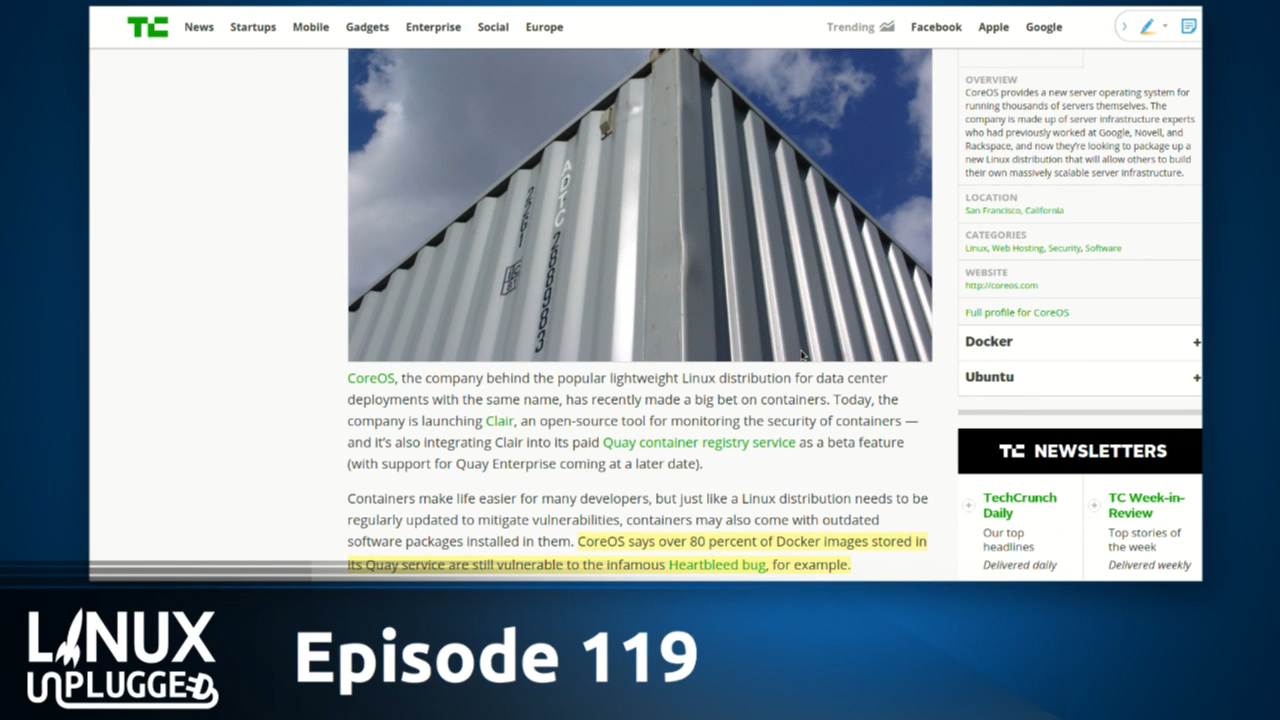 TC News Startups Mobile Gadgets Enterprise Social Europe Trending Facebook Apple Google
CoreOS, the company behind the popular lightweight Linux distribution for data center
deployments with the same name, has recently made a big bet on containers. Today, the
company is launching Clair, an open-source tool for monitoring the security of containers —
and it's also integrating Clair into its paid Quay container registry service as a beta feature
(with support for Quay Enterprise coming at a later date).
Containers make life easier for many developers, but just like a Linux distribution needs to be
regularly updated to mitigate vulnerabilities, containers may also come with outdated
software packages installed in them. CoreOS says over 80 percent of Docker images stored in
its Quay service are still vulnerable to the infamous Heartbleed bug, for example.
OVERVIEW
CoreOS provides a new server operating system for
running thousands of servers themselves. The
company is made up of server infrastructure experts
who had previously worked at Google, Novell, and
Rackspace, and now they're looking to package up a
new Linux distribution that will allow others to build
their own massively scalable server infrastructure.
LOCATION
San Francisco, California
CATEGORIES
Linux, Web Hosting, Security, Software
WEBSITE
http://coreos.com
Full profile for CoreOS
Docker +
Ubuntu +
TC NEWSLETTERS
TechCrunch
Daily
Our top
headlines
Delivered daily
TC Week-in-
Review
Top stories of
the week
Delivered weekly
LINUX
UNPLUGGED
Episode 119